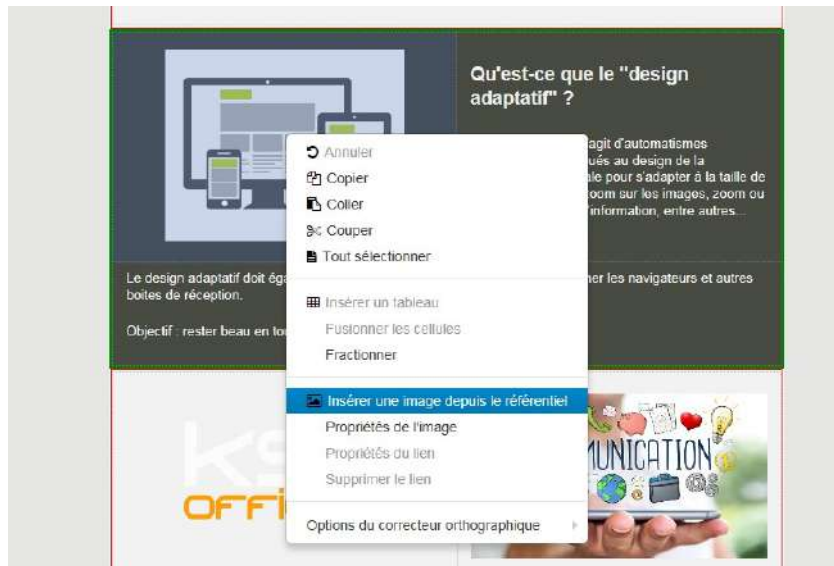 Qu'est-ce que le "design
adaptatif" ?
agit d'automatismes
ués au design de la
ale pour s'adapter à la taille de
oom sur les images, zoom ou
'information, entre autres...
Annuler
Copier
Coller
Couper
Tout sélectionner
Insérer un tableau
Fusionner les cellules
Fractionner
Insérer une image depuis le référentiel
Propriétés de l'image
Propriétés du lien
Supprimer le lien
Options du correcteur orthographique
Le design adaptatif doit éga
ner les navigateurs et autres
boites de réception.
Objectif : rester beau en tou
KS
OFFI
UNICATION